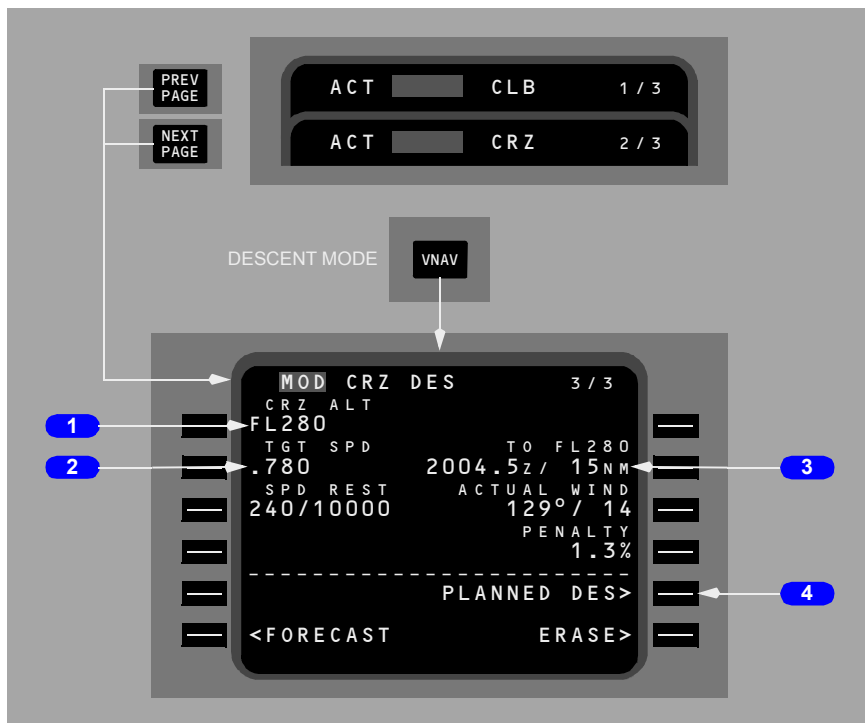 PREV
PAGE
ACT CLB 1/3
NEXT
PAGE
ACT CRZ 2/3
DESCENT MODE
VNAV
MOD CRZ DES 3/3
CRZ ALT
1
FL280
TGT SPD TO FL280
2
.780 2004.5Z/ 15NM
3
SPD REST ACTUAL WIND
240/10000 129°/ 14
PENALTY
1.3%
--------------------------
PLANNED DES>
4
<FORECAST ERASE>